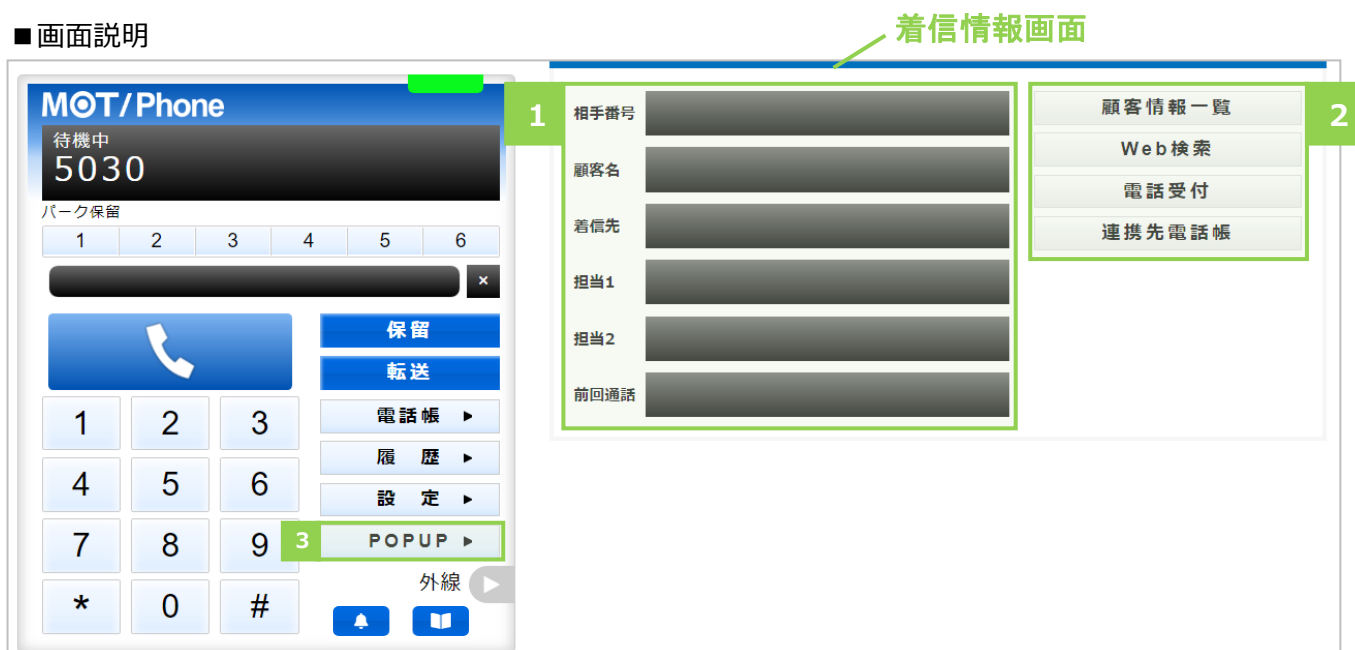 ■画面説明
着信情報画面
MOT/Phone
待機中
5030
パーク保留
1 2 3 4 5 6
×
保留
転送
1 2 3
電話帳 ▶
履 歴 ▶
4 5 6
設 定 ▶
7 8 9
3 POPUP ▶
外線
* 0 #
1
相手番号
顧客名
着信先
担当1
担当2
前回通話
2
顧客情報一覧
Web検索
電話受付
連携先電話帳